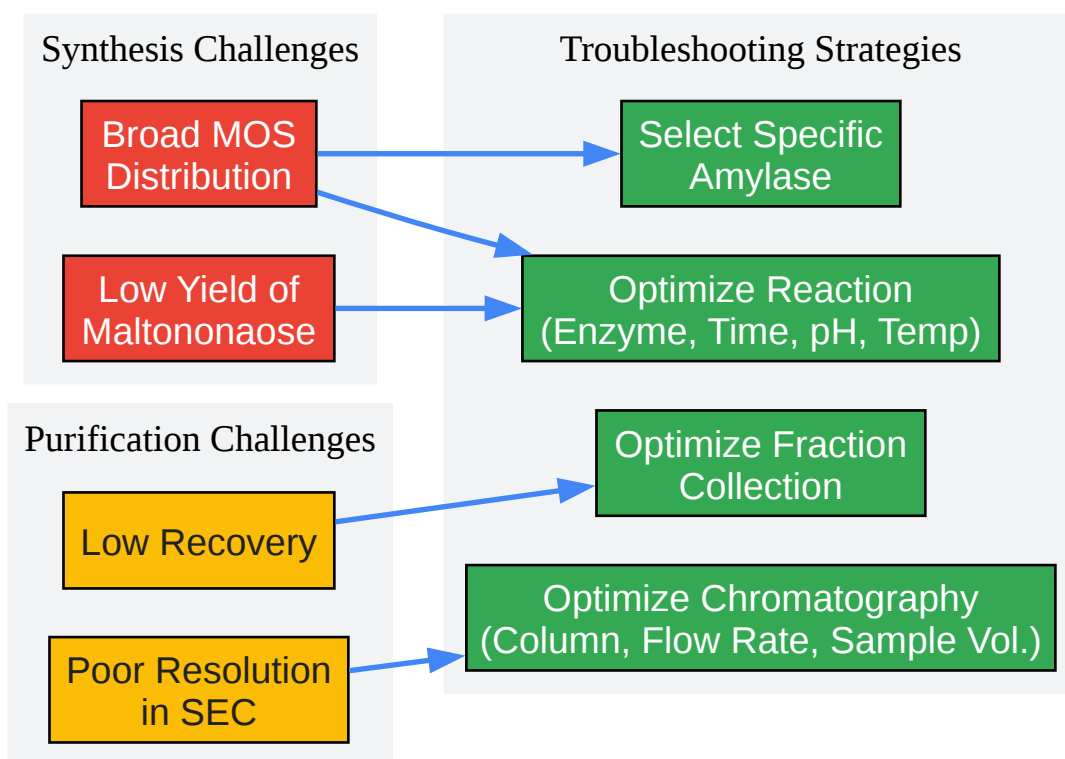 Synthesis Challenges
Broad MOS
Distribution
Low Yield of
Maltononaose
Purification Challenges
Low Recovery
Poor Resolution
in SEC
Troubleshooting Strategies
Select Specific
Amylase
Optimize Reaction
(Enzyme, Time, pH, Temp)
Optimize Fraction
Collection
Optimize Chromatography
(Column, Flow Rate, Sample Vol.)